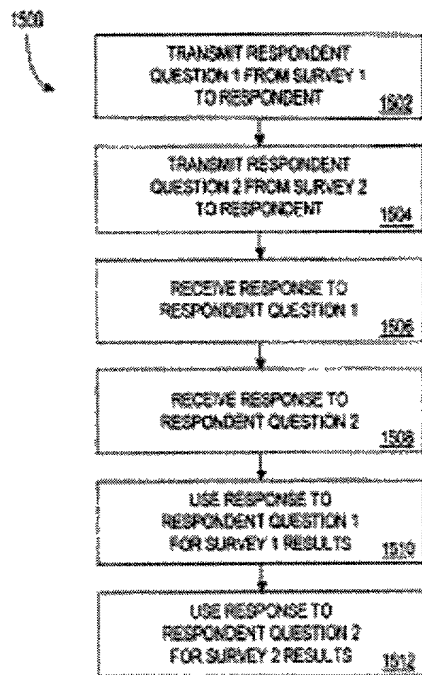 1500
TRANSMIT RESPONDENT
QUESTION 1 FROM SURVEY 1
TO RESPONDENT
1502
TRANSMIT RESPONDENT
QUESTION 2 FROM SURVEY 2
TO RESPONDENT
1504
RECEIVE RESPONSE TO
RESPONDENT QUESTION 1
1506
RECEIVE RESPONSE TO
RESPONDENT QUESTION 2
1508
USE RESPONSE TO
RESPONDENT QUESTION 1
FOR SURVEY 1 RESULTS
1510
USE RESPONSE TO
RESPONDENT QUESTION 2
FOR SURVEY 2 RESULTS
1512